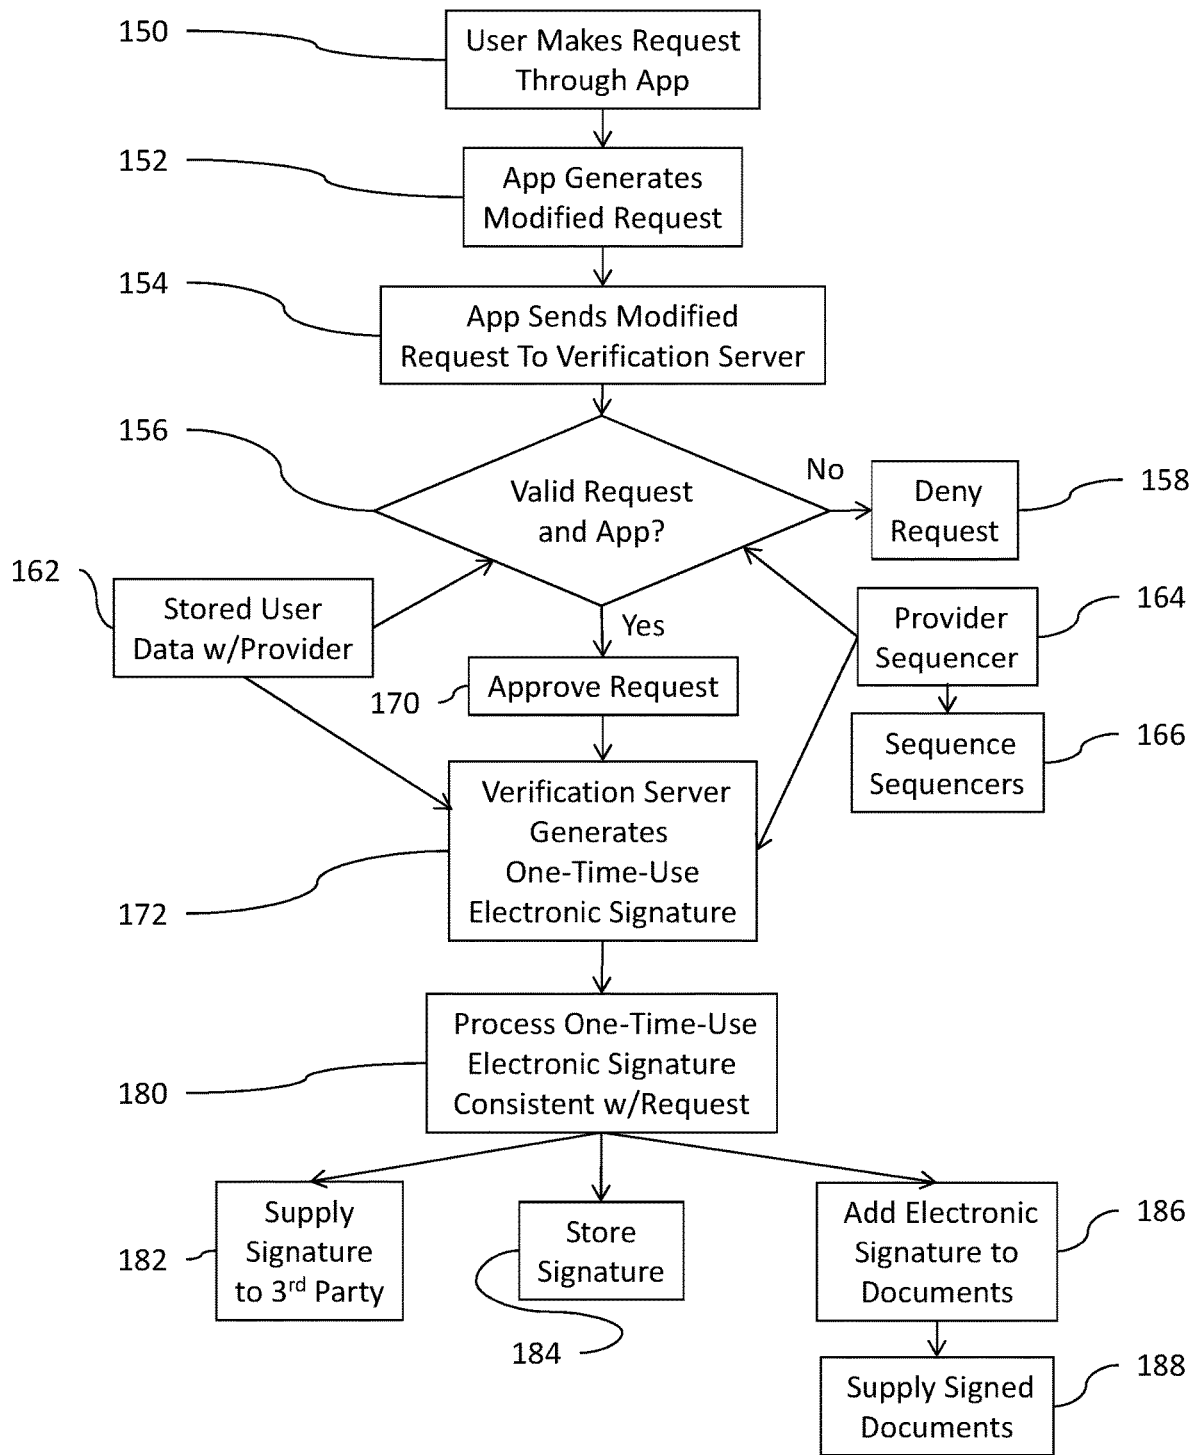 150
User Makes Request
Through App
152
App Generates
Modified Request
154
App Sends Modified
Request To Verification Server
156
Valid Request
and App?
No
Deny
Request
158
162
Stored User
Data w/Provider
Yes
Provider
Sequencer
164
170
Approve Request
Sequence
Sequencers
166
Verification Server
Generates
One-Time-Use
Electronic Signature
172
Process One-Time-Use
Electronic Signature
Consistent w/Request
180
Supply
Signature
to 3rd Party
182
Store
Signature
184
Add Electronic
Signature to
Documents
186
Supply Signed
Documents
188